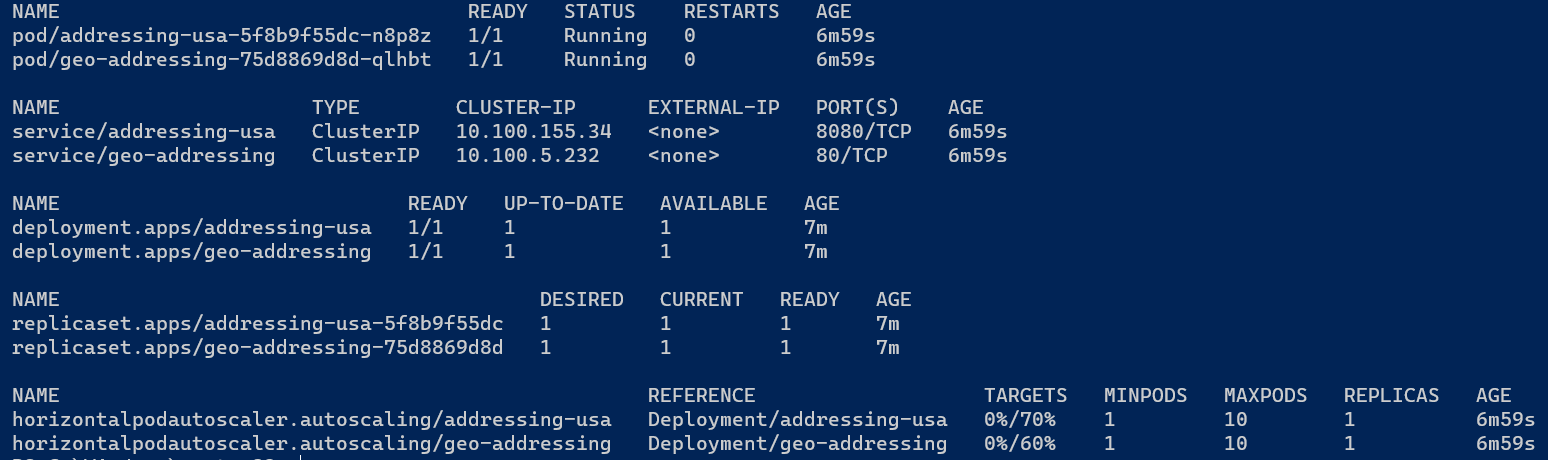 NAME                                  READY   STATUS    RESTARTS   AGE
pod/addressing-usa-5f8b9f55dc-n8p8z   1/1     Running   0          6m59s
pod/geo-addressing-75d8869d8d-qlhbt   1/1     Running   0          6m59s
NAME                     TYPE        CLUSTER-IP      EXTERNAL-IP   PORT(S)    AGE
service/addressing-usa   ClusterIP   10.100.155.34   <none>        8080/TCP   6m59s
service/geo-addressing   ClusterIP   10.100.5.232    <none>        80/TCP     6m59s
NAME                             READY   UP-TO-DATE   AVAILABLE   AGE
deployment.apps/addressing-usa   1/1     1            1           7m
deployment.apps/geo-addressing   1/1     1            1           7m
NAME                                        DESIRED   CURRENT   READY   AGE
replicaset.apps/addressing-usa-5f8b9f55dc   1         1         1       7m
replicaset.apps/geo-addressing-75d8869d8d   1         1         1       7m
NAME                                                 REFERENCE                   TARGETS   MINPODS   MAXPODS   REPLICAS   AGE
horizontalpodautoscaler.autoscaling/addressing-usa   Deployment/addressing-usa   0%/70%    1         10        1          6m59s
horizontalpodautoscaler.autoscaling/geo-addressing   Deployment/geo-addressing   0%/60%    1         10        1          6m59s